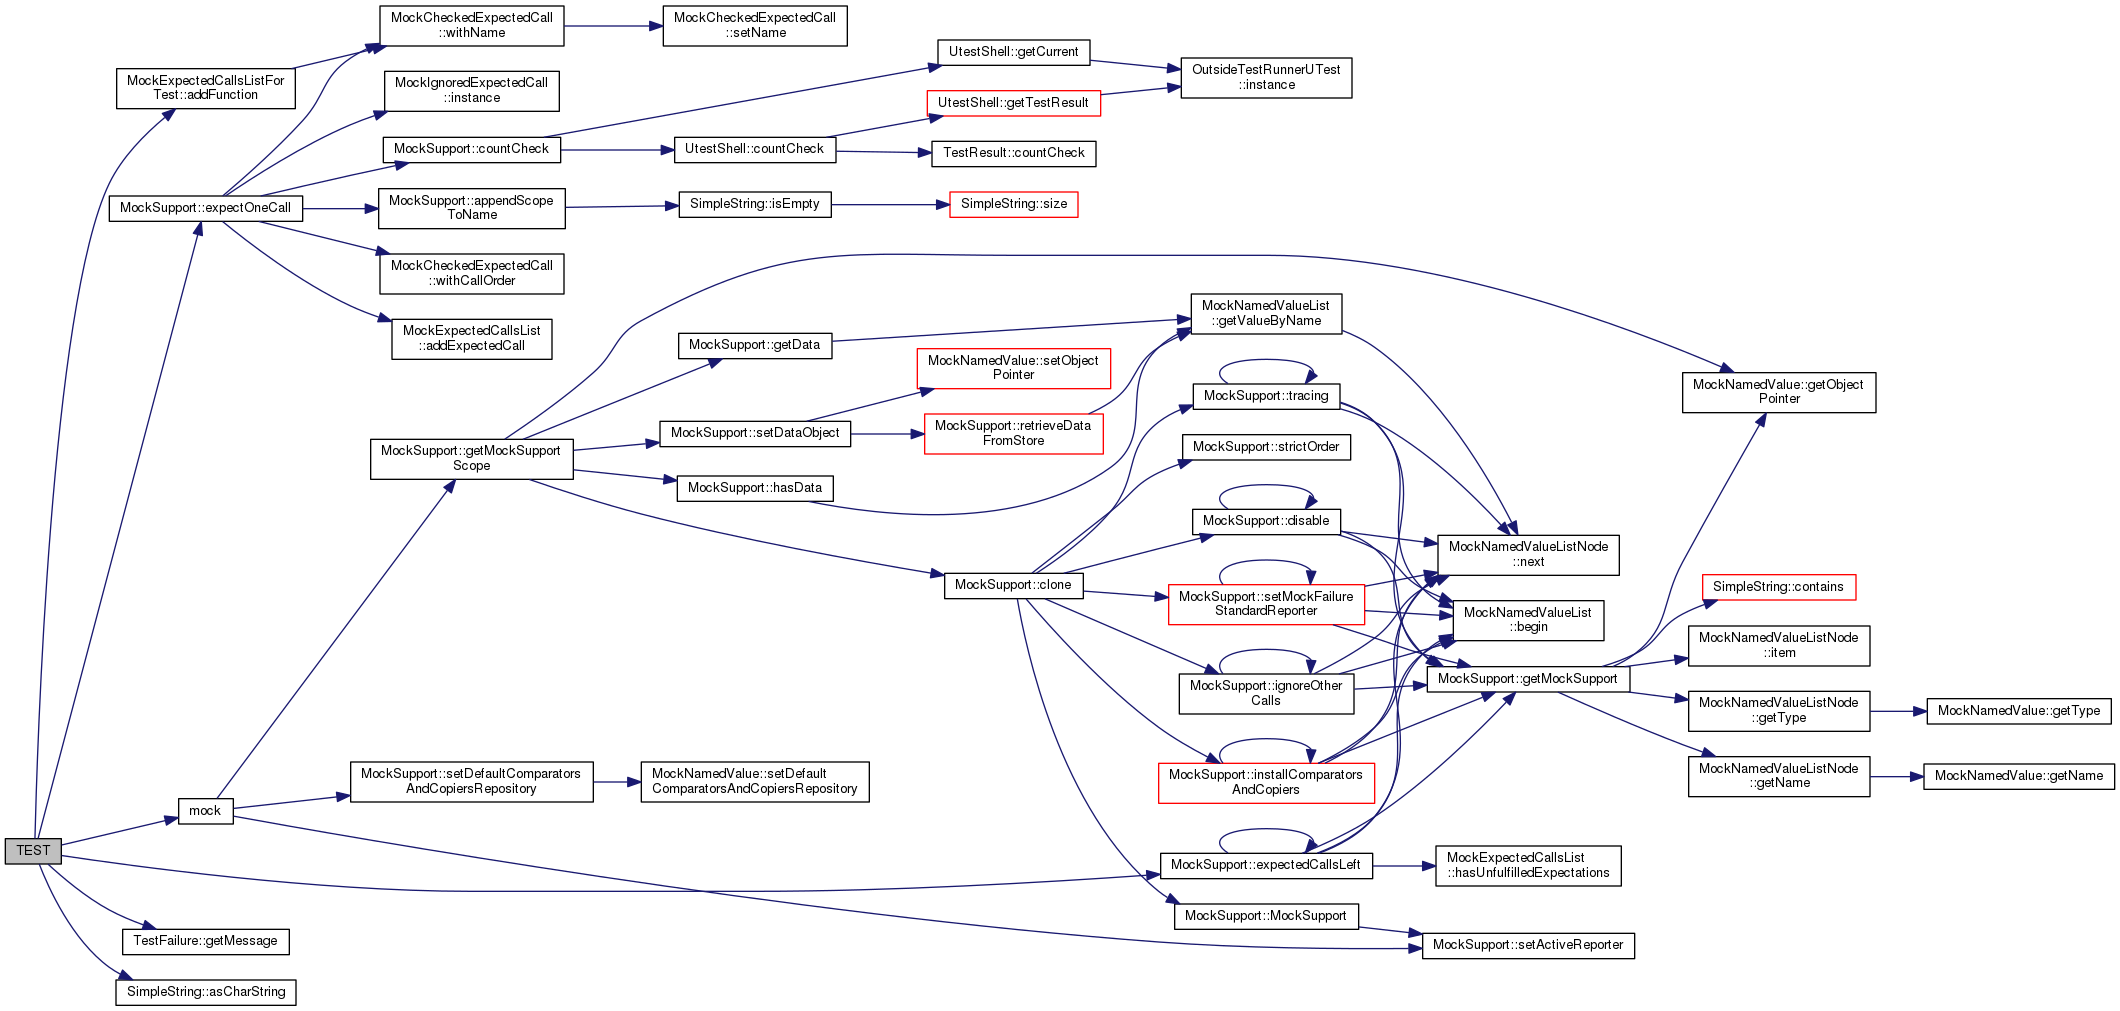 MockCheckedExpectedCall
::withName
MockCheckedExpectedCall
::setName
UtestShell::getCurrent
OutsideTestRunnerUTest
::instance
MockExpectedCallsListFor
Test::addFunction
MockIgnoredExpectedCall
::instance
UtestShell::getTestResult
MockSupport::countCheck
UtestShell::countCheck
TestResult::countCheck
MockSupport::expectOneCall
MockSupport::appendScope
ToName
SimpleString::isEmpty
SimpleString::size
MockCheckedExpectedCall
::withCallOrder
MockExpectedCallsList
::addExpectedCall
MockNamedValueList
::getValueByName
MockSupport::getData
MockNamedValue::setObject
Pointer
MockSupport::tracing
MockNamedValue::getObject
Pointer
MockSupport::setDataObject
MockSupport::retrieveData
FromStore
MockSupport::getMockSupport
Scope
MockSupport::strictOrder
MockSupport::hasData
MockSupport::disable
MockNamedValueListNode
::next
MockSupport::clone
MockSupport::setMockFailure
StandardReporter
SimpleString::contains
MockNamedValueList
::begin
MockNamedValueListNode
::item
MockSupport::getMockSupport
MockSupport::ignoreOther
Calls
MockNamedValueListNode
::getType
MockNamedValue::getType
MockSupport::setDefaultComparators
AndCopiersRepository
MockNamedValue::setDefault
ComparatorsAndCopiersRepository
MockSupport::installComparators
AndCopiers
MockNamedValueListNode
::getName
MockNamedValue::getName
mock
TEST
MockSupport::expectedCallsLeft
MockExpectedCallsList
::hasUnfulfilledExpectations
MockSupport::MockSupport
MockSupport::setActiveReporter
TestFailure::getMessage
SimpleString::asCharString